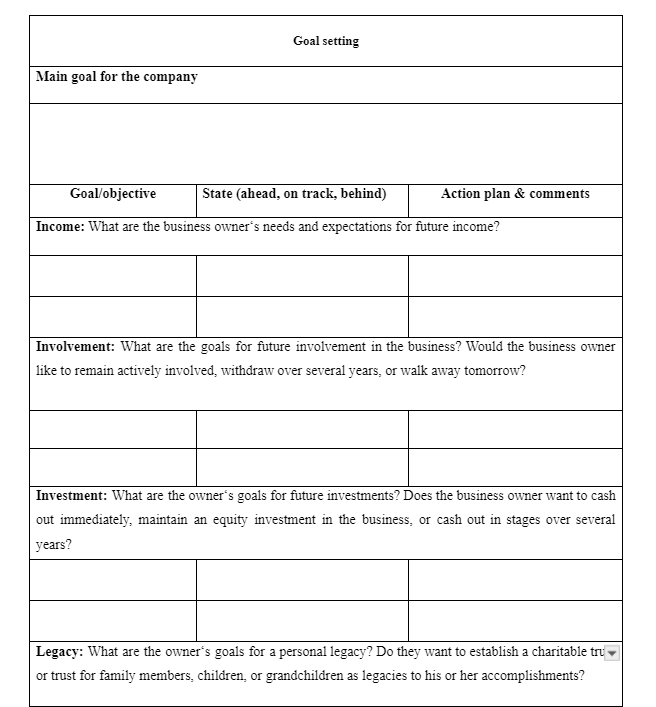 Goal setting
Main goal for the company
Goal/objective State (ahead, on track, behind) Action plan & comments
Income: What are the business owner‘s needs and expectations for future income?
Involvement: What are the goals for future involvement in the business? Would the business owner
like to remain actively involved, withdraw over several years, or walk away tomorrow?
Investment: What are the owner‘s goals for future investments? Does the business owner want to cash
out immediately, maintain an equity investment in the business, or cash out in stages over several
years?
Legacy: What are the owner‘s goals for a personal legacy? Do they want to establish a charitable
or trust for family members, children, or grandchildren as legacies to his or her accomplishments?